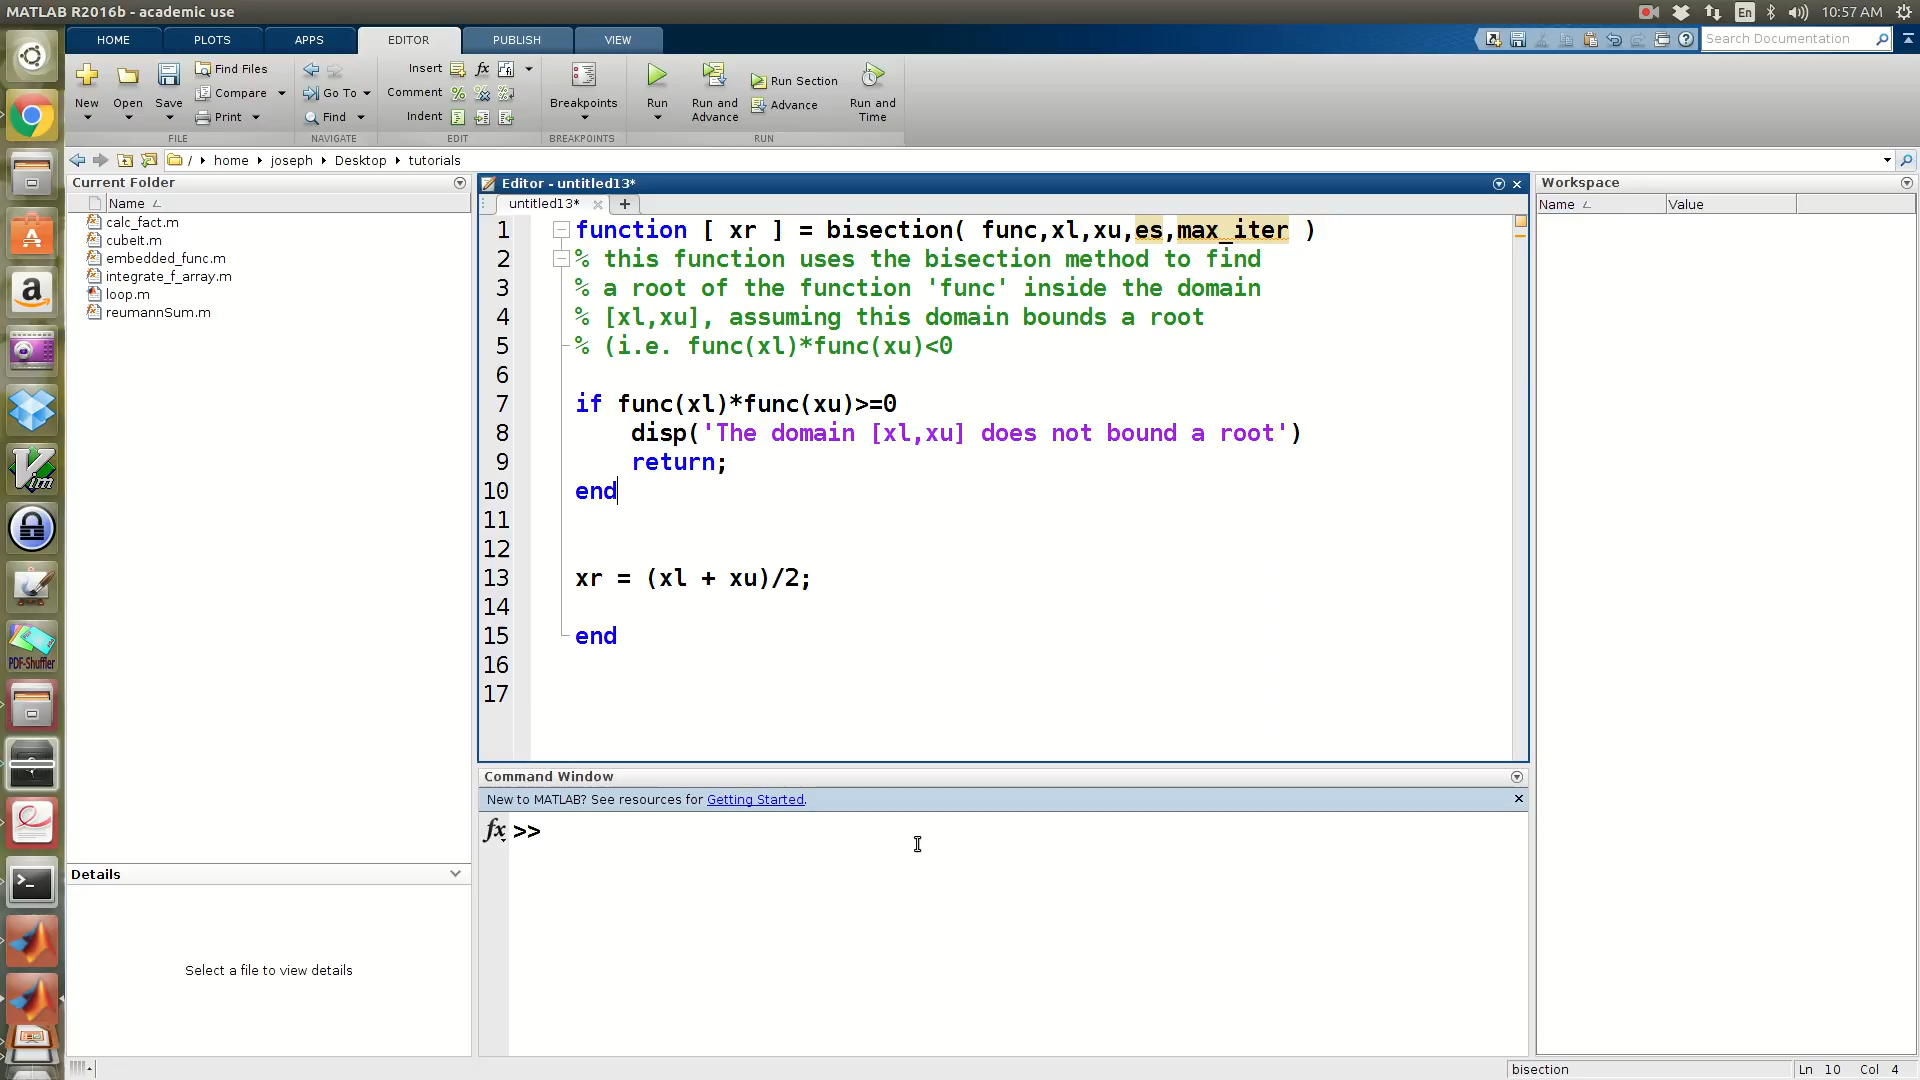 MATLAB R2016b - academic use
En
10:57 AM
HOME
PLOTS
APPS
EDITOR
PUBLISH
VIEW
Search Documentation
New
Open
Save
Find Files
Compare
Print
FILE
Go To
Find
NAVIGATE
Insert
fx
Comment
Indent
EDIT
Breakpoints
BREAKPOINTS
Run
Run and
Advance
Run Section
Advance
Run and
Time
RUN
/ home joseph Desktop tutorials
Current Folder
Name
calc_fact.m
cubeIt.m
embedded_func.m
integrate_f_array.m
loop.m
reumannSum.m
Details
Select a file to view details
Editor - untitled13*
untitled13*
1 function [ xr ] = bisection( func,xl,xu,es,max_iter )
2 % this function uses the bisection method to find
3 % a root of the function 'func' inside the domain
4 % [xl,xu], assuming this domain bounds a root
5 % (i.e. func(xl)*func(xu)<0
6
7 if func(xl)*func(xu)>=0
8 disp('The domain [xl,xu] does not bound a root')
9 return;
10 end
11
12
13 xr = (xl + xu)/2;
14
15 end
16
17
Command Window
New to MATLAB? See resources for Getting Started.
fx >>
Workspace
Name
Value
a
Vim
PDF-Shuffler
bisection
Ln 10 Col 4